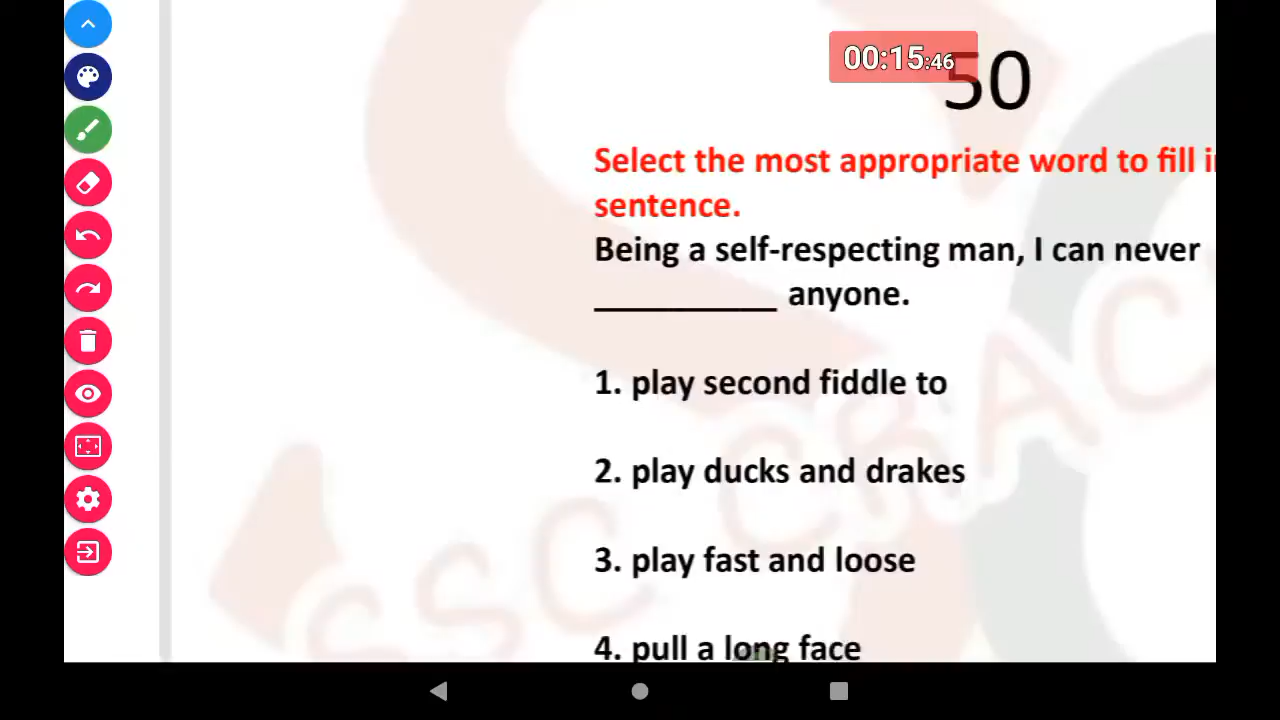 00:15:46
50
Select the most appropriate word to fill
sentence.
Being a self-respecting man, I can never
___________ anyone.
1. play second fiddle to
2. play ducks and drakes
3. play fast and loose
4. pull a long face
SSC CRAC